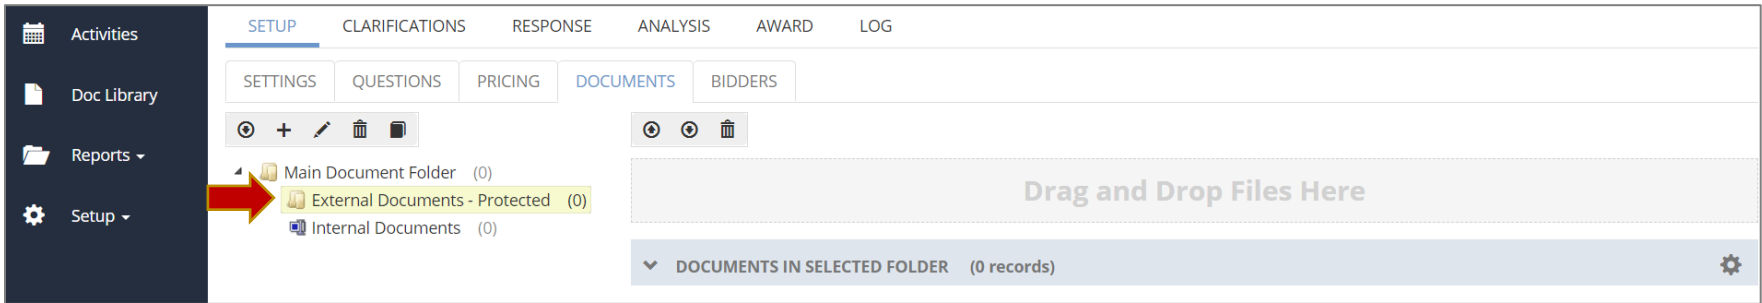 Activities
Doc Library
Reports
Setup
SETUP CLARIFICATIONS RESPONSE ANALYSIS AWARD LOG
SETTINGS QUESTIONS PRICING DOCUMENTS BIDDERS
Main Document Folder (0)
External Documents - Protected (0)
Internal Documents (0)
Drag and Drop Files Here
DOCUMENTS IN SELECTED FOLDER (0 records)